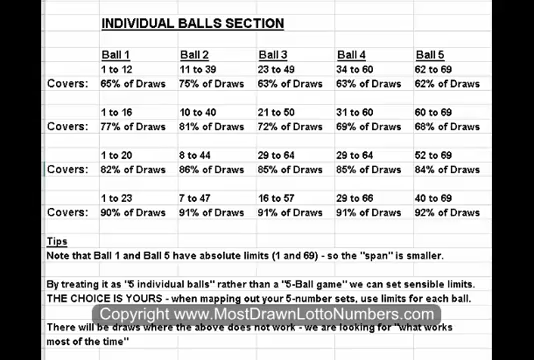 INDIVIDUAL BALLS SECTION
Ball 1 Ball 2 Ball 3 Ball 4 Ball 5
1 to 12 11 to 39 23 to 49 34 to 60 62 to 69
Covers: 65% of Draws 75% of Draws 63% of Draws 63% of Draws 62% of Draws
1 to 16 10 to 40 21 to 50 31 to 60 60 to 69
Covers: 77% of Draws 81% of Draws 72% of Draws 69% of Draws 68% of Draws
1 to 20 8 to 44 29 to 64 29 to 64 52 to 69
Covers: 82% of Draws 86% of Draws 85% of Draws 85% of Draws 84% of Draws
1 to 23 7 to 47 16 to 57 29 to 66 40 to 69
Covers: 90% of Draws 91% of Draws 91% of Draws 91% of Draws 92% of Draws
Tips
Note that Ball 1 and Ball 5 have absolute limits (1 and 69) - so the "span" is smaller.
By treating it as "5 individual balls" rather than a "5-Ball game" we can set sensible limits.
THE CHOICE IS YOURS - when mapping out your 5-number sets, use limits for each ball.
Copyright www.MostDrawnLottoNumbers.com
There will be draws where the above does not work - we are looking for "what works
most of the time"